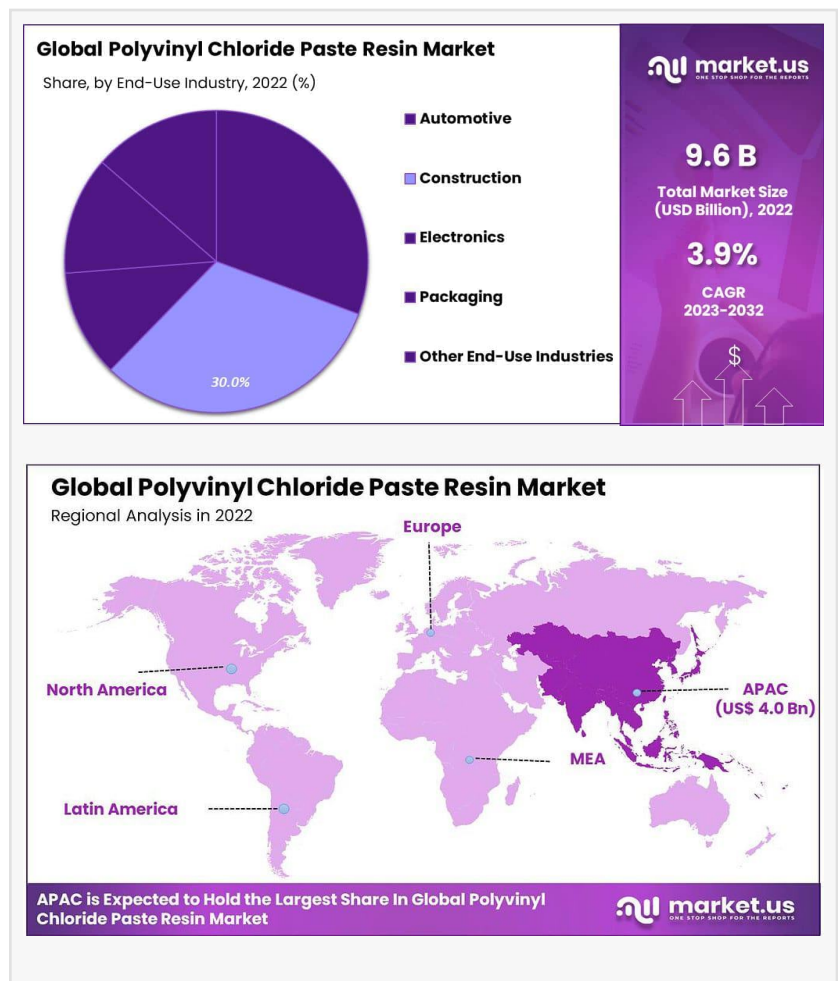 Global Polyvinyl Chloride Paste Resin Market
Share, by End-Use Industry, 2022 (%)
30.0%
Automotive
Construction
Electronics
Packaging
Other End-Use Industries
market.us
ONE STOP SHOP FOR THE REPORTS
9.6 B
Total Market Size
(USD Billion), 2022
3.9%
CAGR
2023-2032
$
Global Polyvinyl Chloride Paste Resin Market
Regional Analysis in 2022
Europe
North America
APAC
(US$ 4.0 Bn)
MEA
Latin America
APAC is Expected to Hold the Largest Share In Global Polyvinyl
Chloride Paste Resin Market
market.us
ONE STOP SHOP FOR THE REPORTS